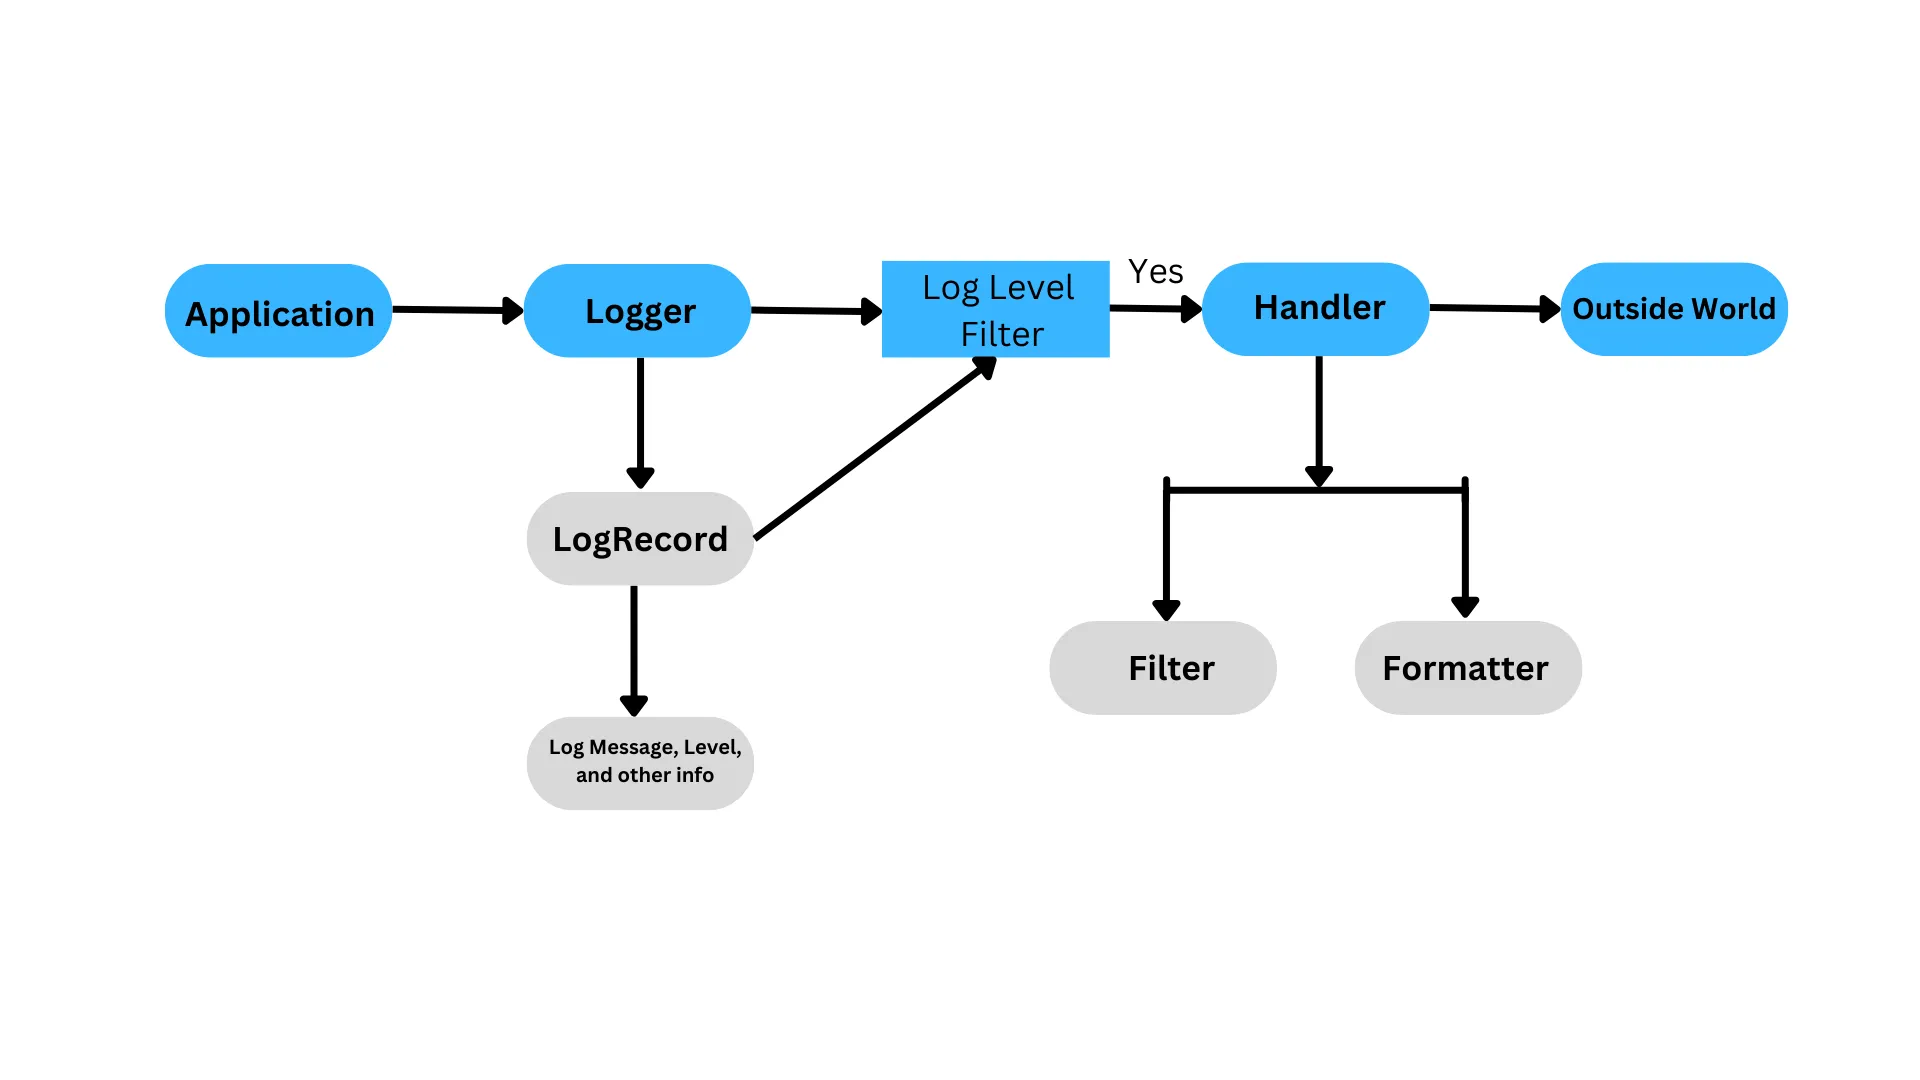 Application
Logger
Log Level
Filter
Yes
Handler
Outside World
LogRecord
Log Message, Level,
and other info
Filter
Formatter